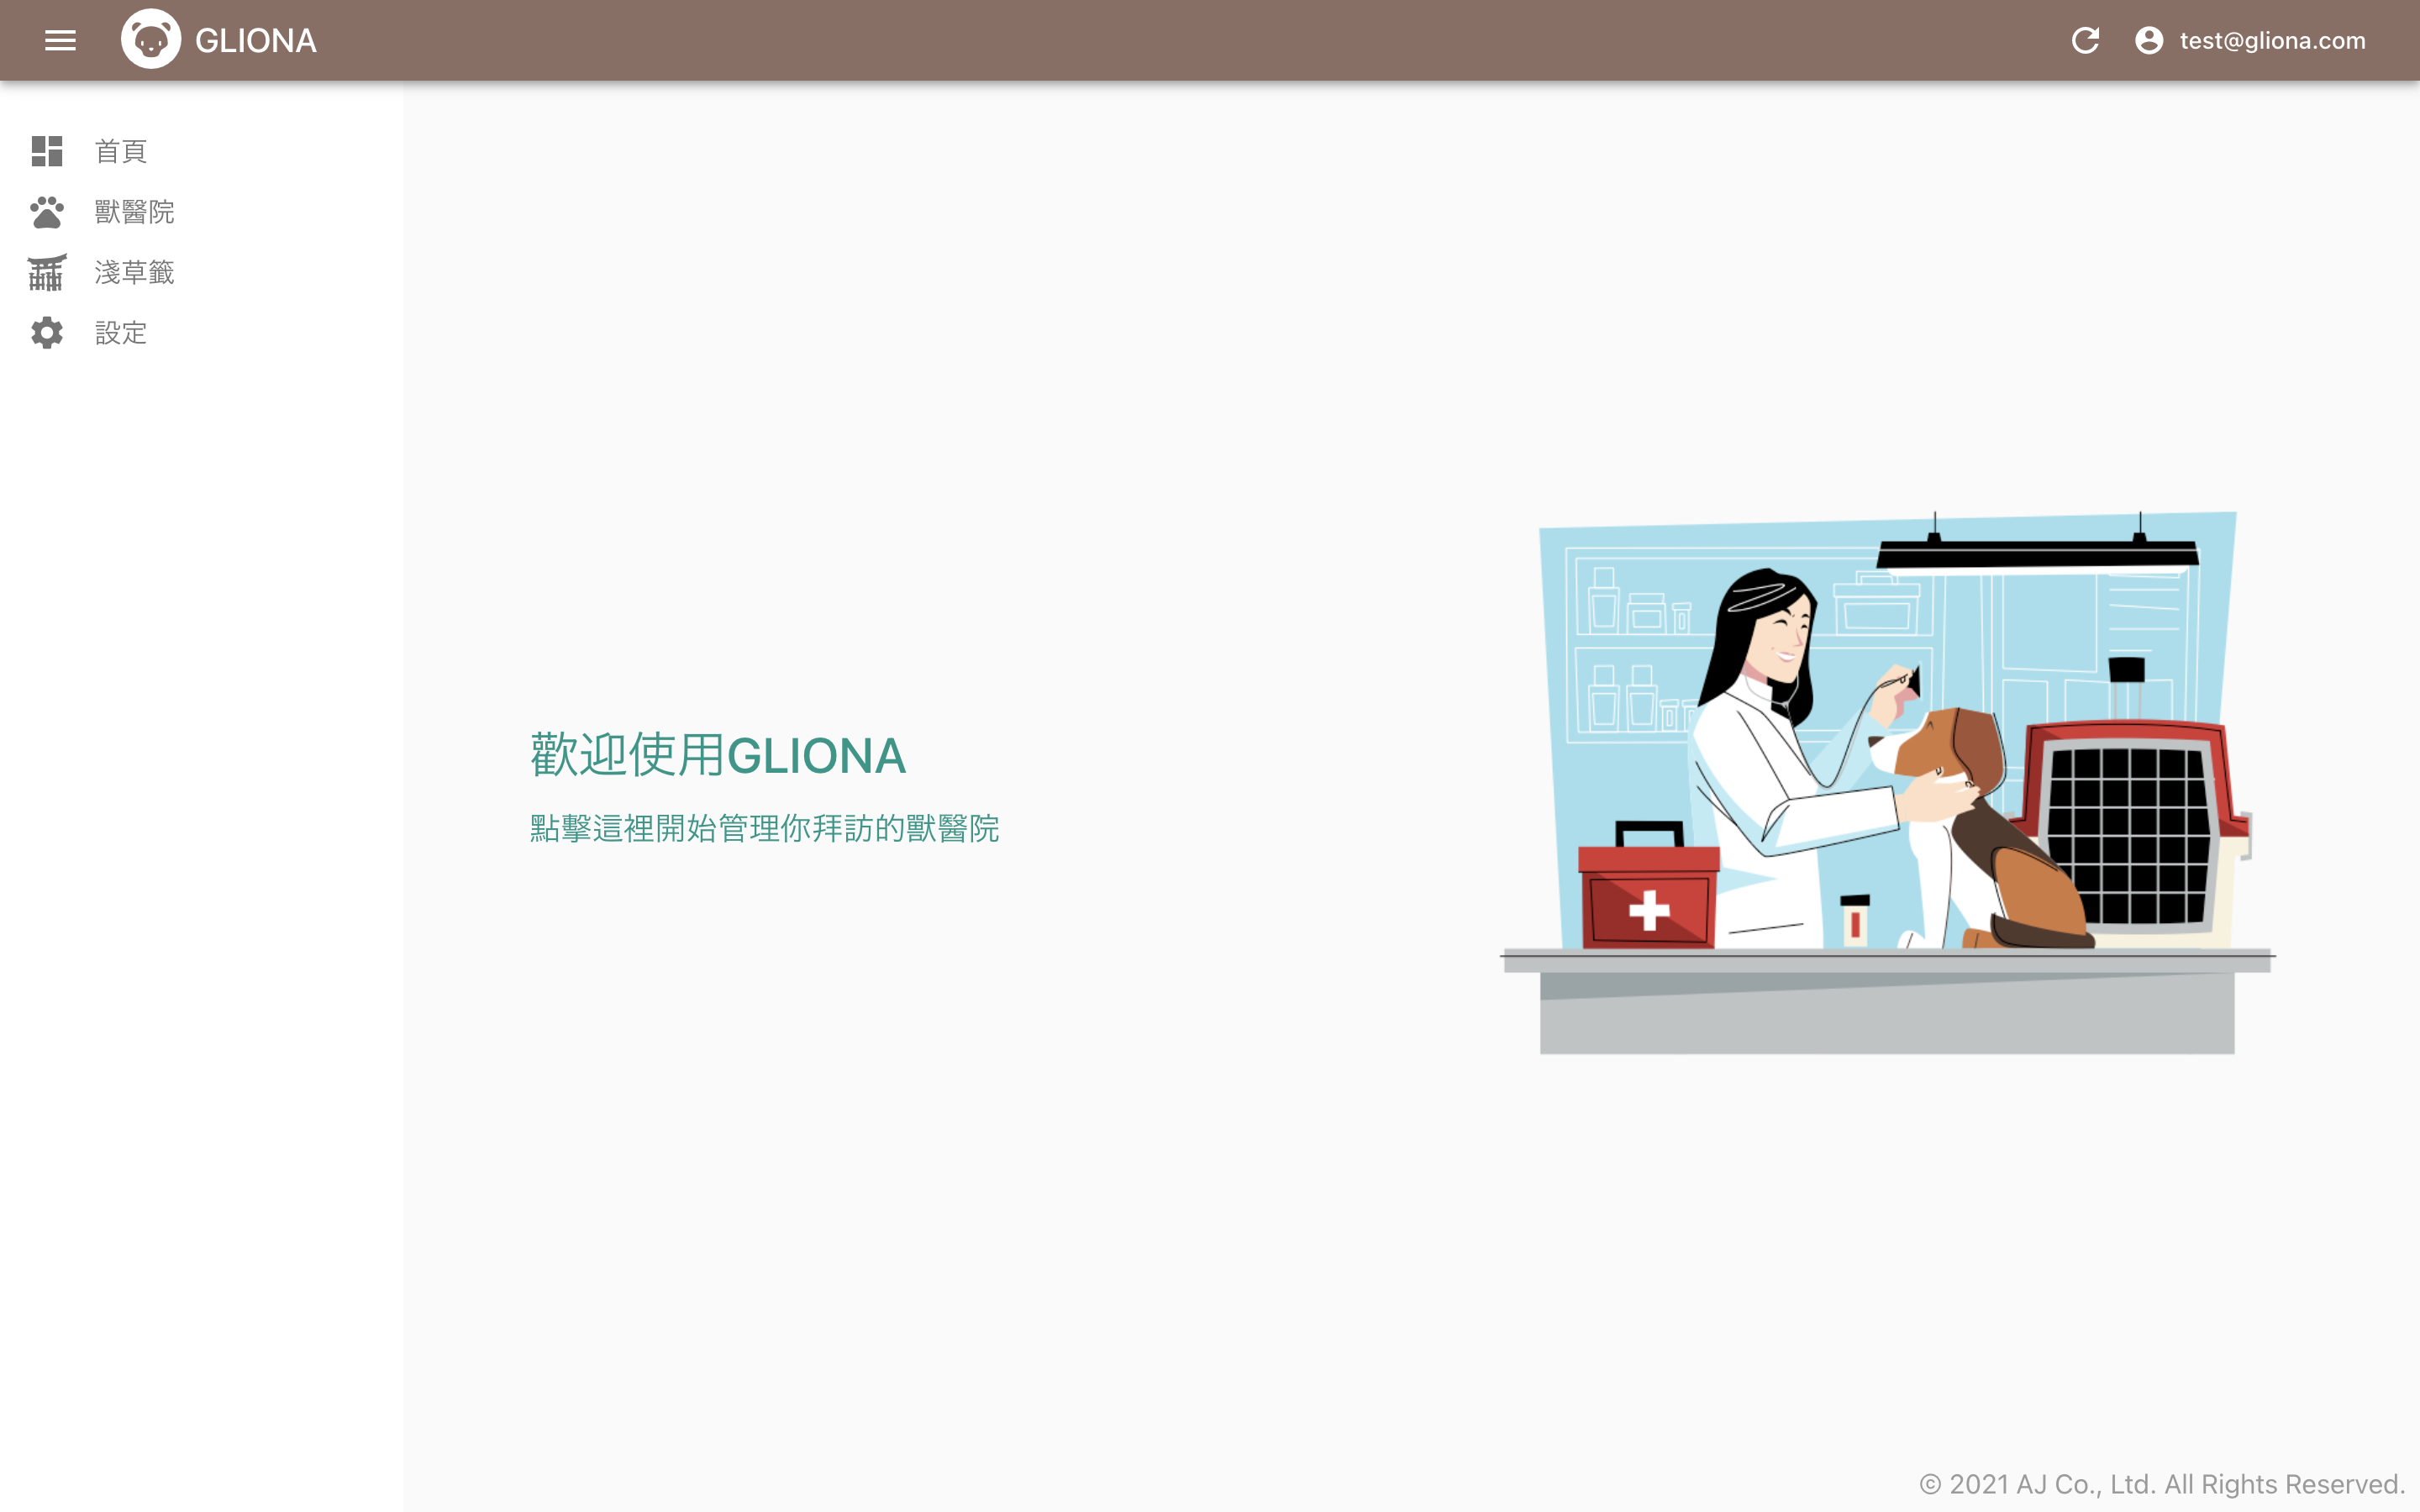 GLIONA
test@gliona.com
首頁
獸醫院
淺草籤
設定
歡迎使用GLIONA
點擊這裡開始管理你拜訪的獸醫院
© 2021 AJ Co., Ltd. All Rights Reserved.